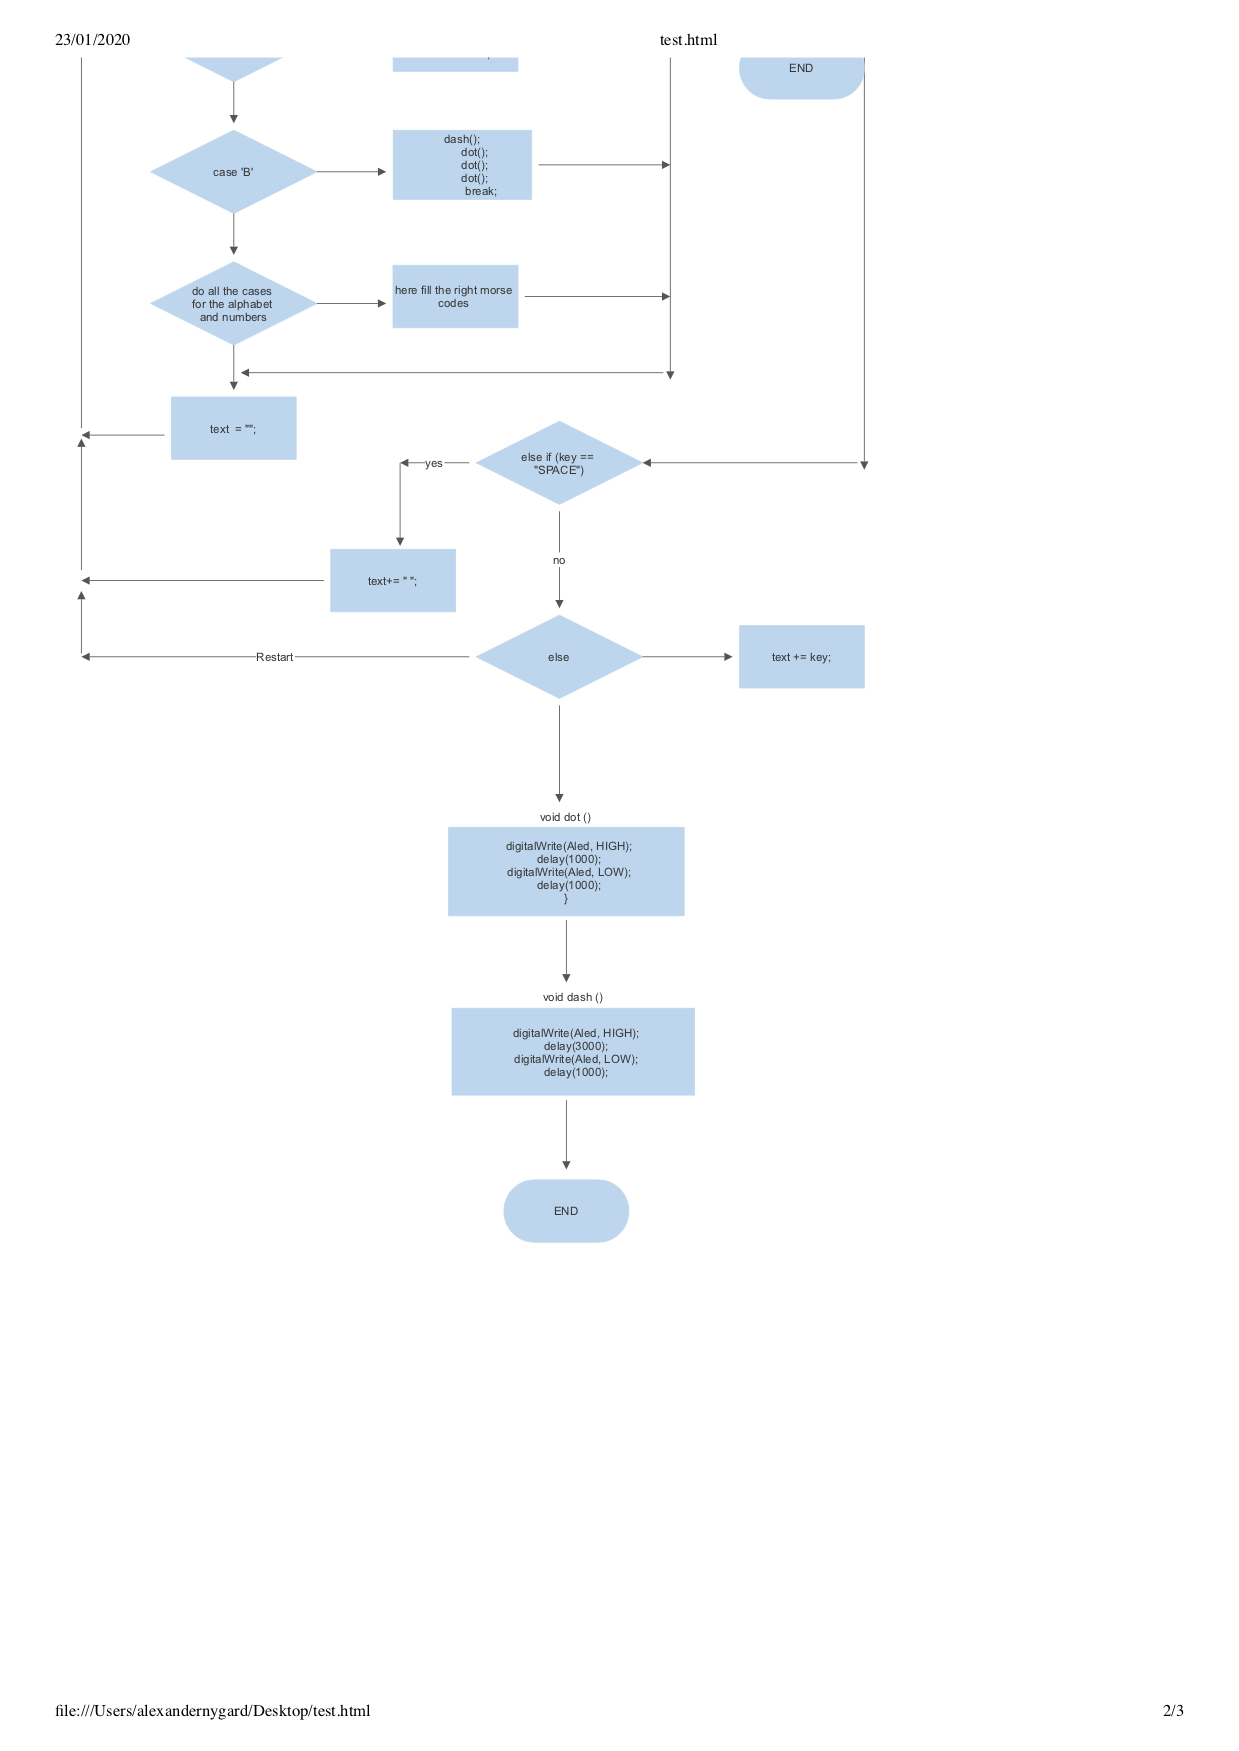 23/01/2020
test.html
END
case 'B'
dash();
dot();
dot();
dot();
break;
do all the cases
for the alphabet
and numbers
here fill the right morse
codes
text  = "";
else if (key ==
"SPACE")
yes
no
text+= " ";
Restart
else
text += key;
void dot ()
digitalWrite(Aled, HIGH);
delay(1000);
digitalWrite(Aled, LOW);
delay(1000);
}
void dash ()
digitalWrite(Aled, HIGH);
delay(3000);
digitalWrite(Aled, LOW);
delay(1000);
END
file:///Users/alexandernygard/Desktop/test.html
2/3